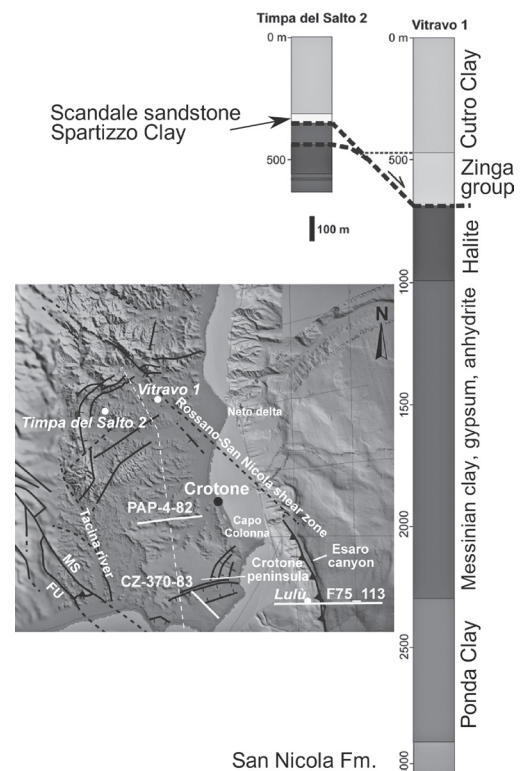 Timpa del Salto 2
Vitravo 1
0 m
0 m
Scandale sandstone
Spartizzo Clay
500
500
Cutro Clay
Zinga
group
100 m
Halite
1000
Messinian clay, gypsum, anhydrite
1500
2000
2500
Ponda Clay
San Nicola Fm.
000
N
Vitravo 1
Timpa del Salto 2
Neto delta
Rossano San Nicola shear zone
Crotone
PAP-4-82
Capo
Colonna
Tacina river
Esaro
canyon
MS
FU
CZ-370-83
Crotone
peninsula
Lulù
F75_113